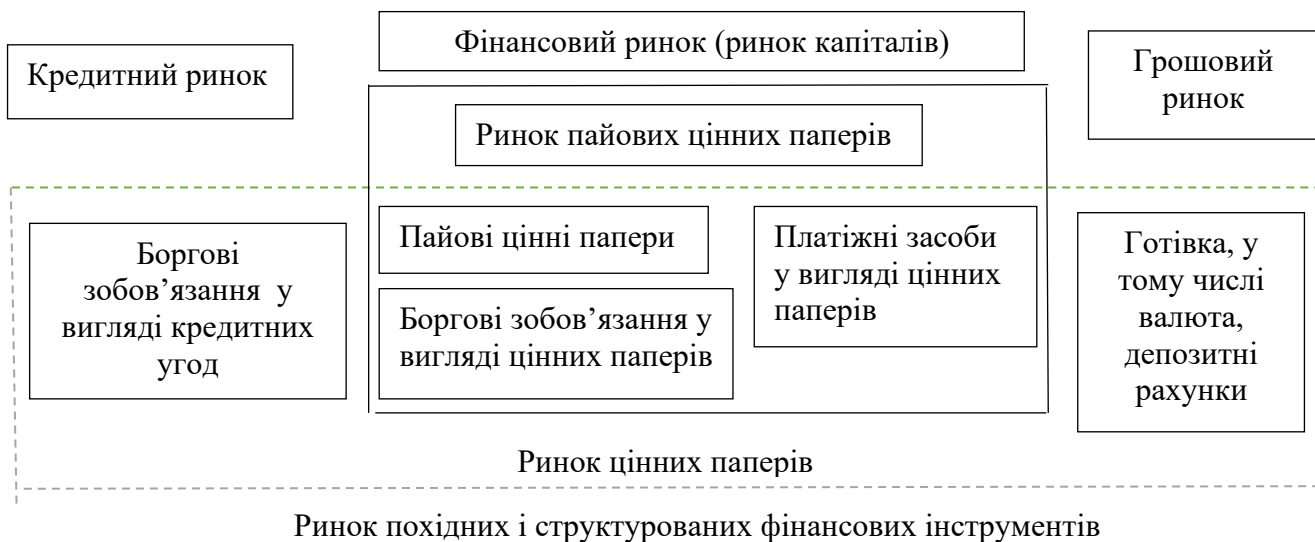 Фінансовий ринок (ринок капіталів)
Кредитний ринок
Грошовий
ринок
Ринок пайових цінних паперів
Боргові
зобов’язання у
вигляді кредитних
угод
Пайові цінні папери
Боргові зобов’язання у
вигляді цінних паперів
Платіжні засоби
у вигляді цінних
паперів
Готівка, у
тому числі
валюта,
депозитні
рахунки
Ринок цінних паперів
Ринок похідних і структурованих фінансових інструментів